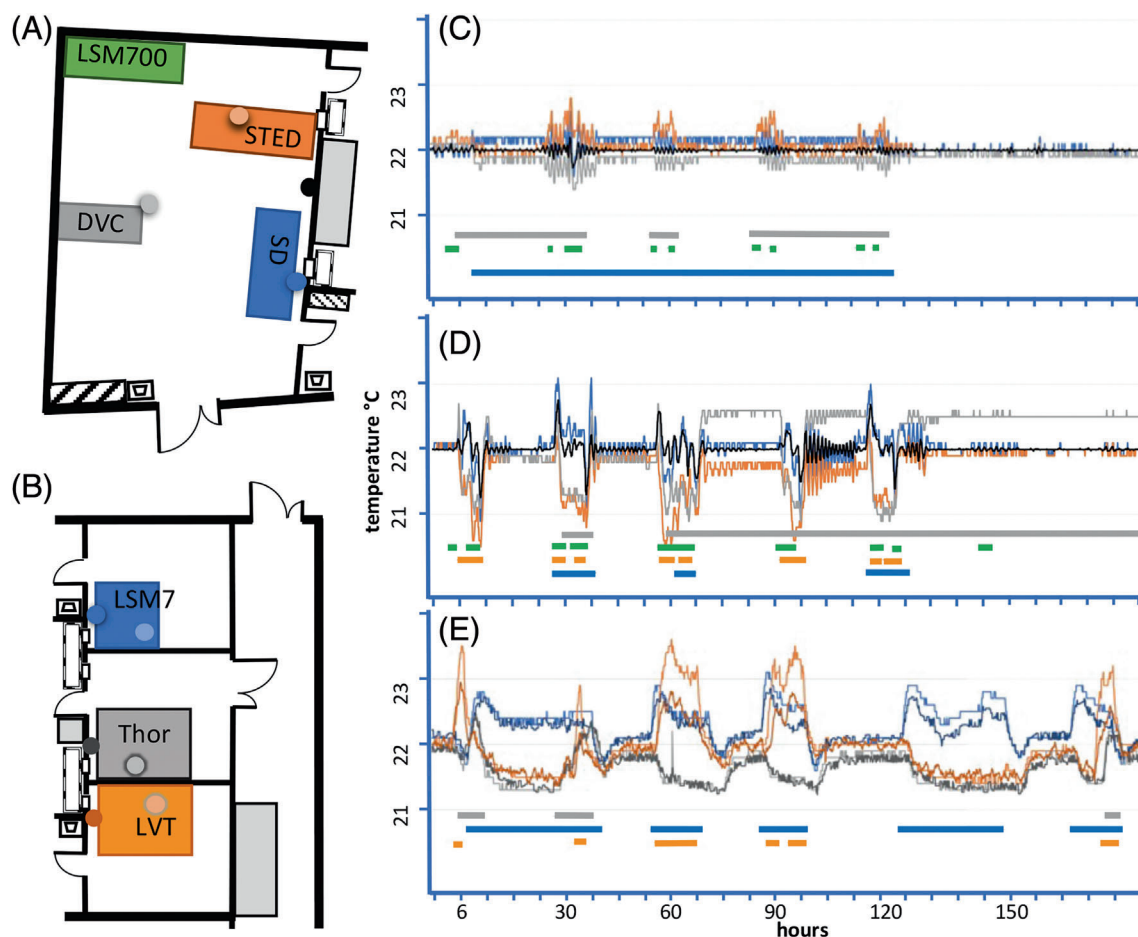 (A)
LSM700
STED
DVC
SD
(B)
LSM7
Thor
LVT
(C)
23
22
21
(D)
23
22
21
temperature °C
(E)
23
22
21
6 30 60 90 120 150
hours